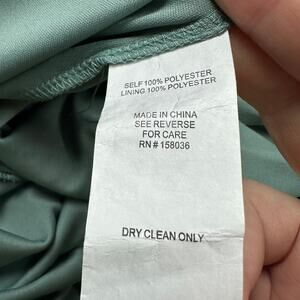 SELF 100% POLYESTER
LINING 100% POLYESTER
MADE IN CHINA
SEE REVERSE
FOR CARE
RN # 158036
DRY CLEAN ONLY